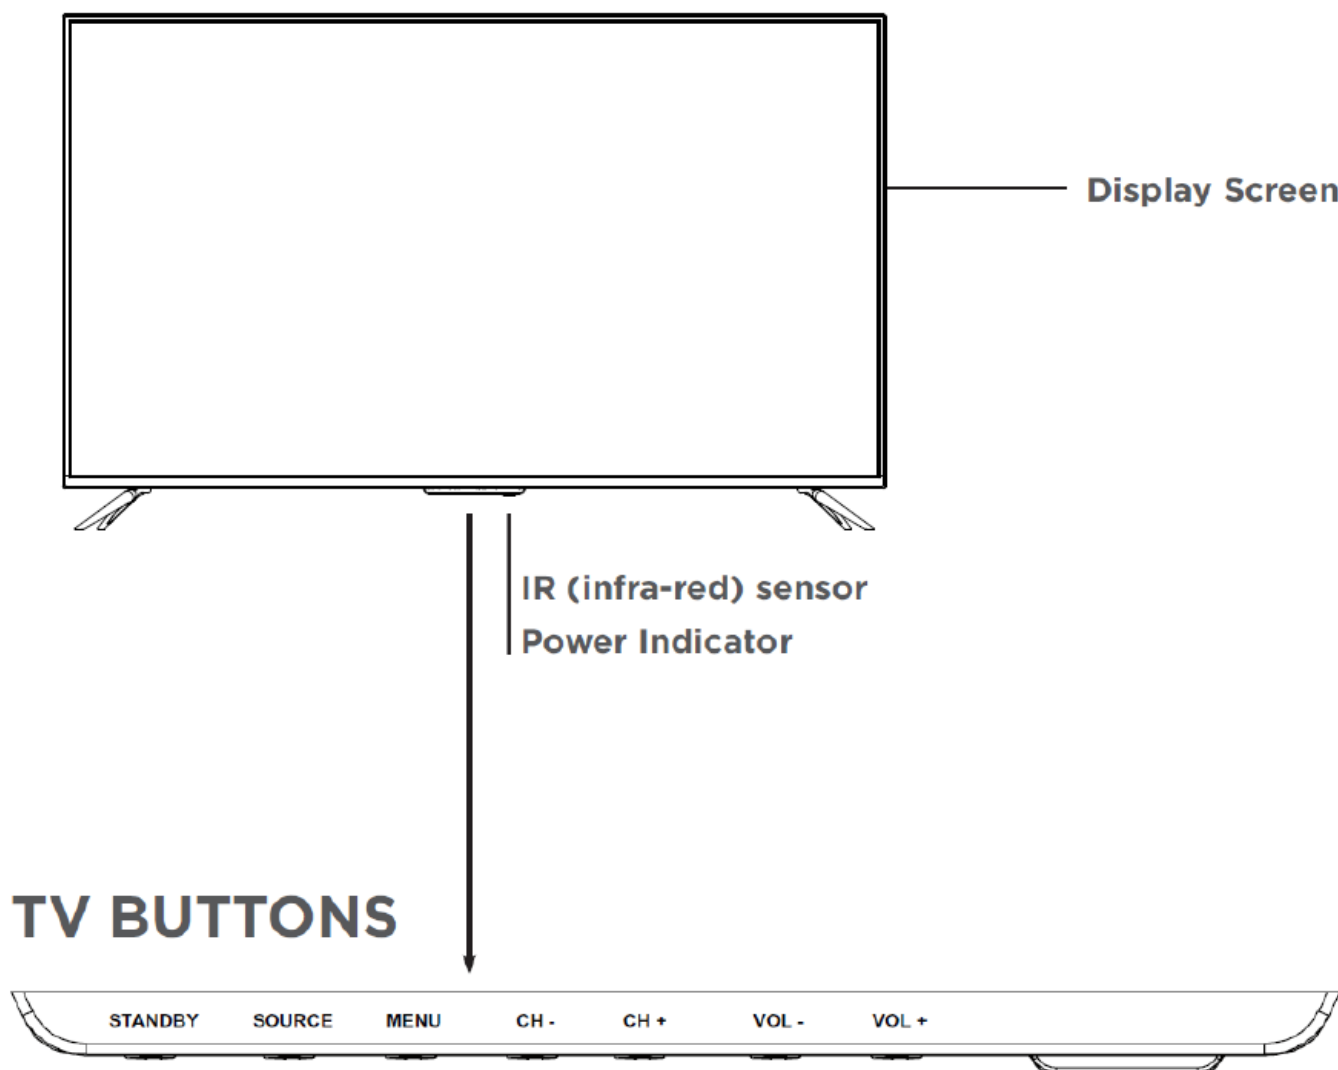 Display Screen
IR (infra-red) sensor
Power Indicator
TV BUTTONS
STANDBY SOURCE MENU CH - CH + VOL - VOL +